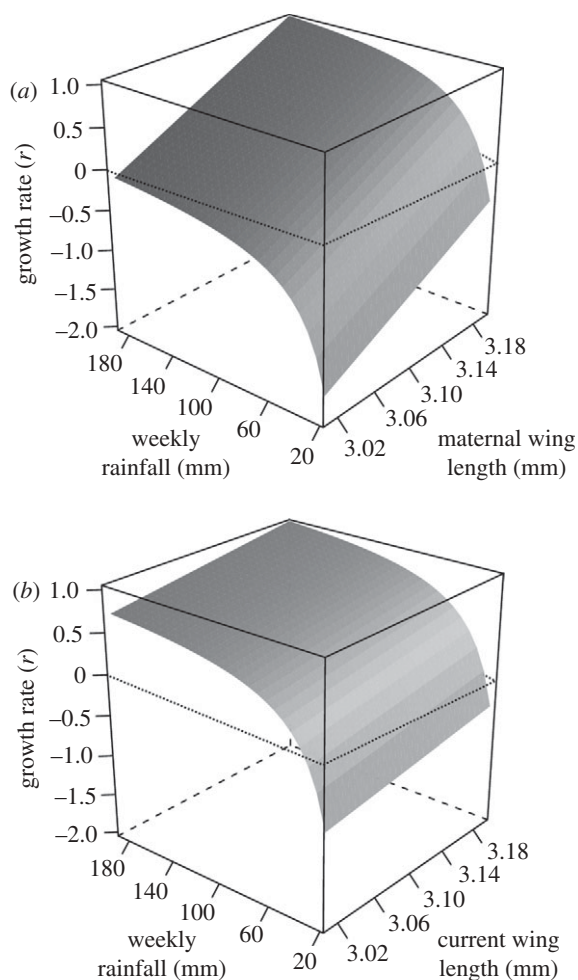 (a)
1.0
0.5
0
–0.5
–1.0
–1.5
–2.0
growth rate (r)
180
140
100
60
20
weekly
rainfall (mm)
3.02
3.06
3.10
3.14
3.18
maternal wing
length (mm)
(b)
1.0
0.5
0
–0.5
–1.0
–1.5
–2.0
growth rate (r)
180
140
100
60
20
weekly
rainfall (mm)
3.02
3.06
3.10
3.14
3.18
current wing
length (mm)